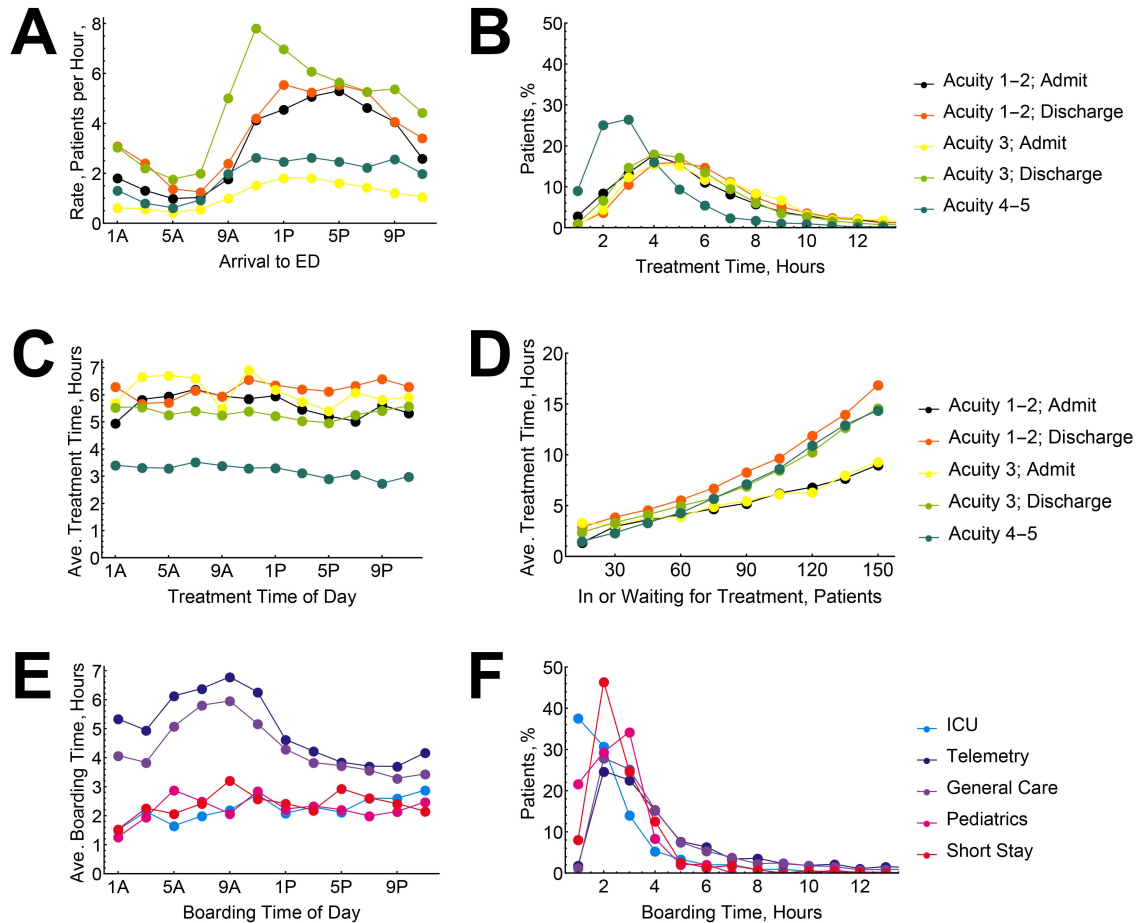 A
Rate, Patients per Hour,
8
6
4
2
0
1A 5A 9A 1P 5P 9P
Arrival to ED
B
Patients, %
50
40
30
20
10
0
2 4 6 8 10 12
Treatment Time, Hours
Acuity 1–2; Admit
Acuity 1–2; Discharge
Acuity 3; Admit
Acuity 3; Discharge
Acuity 4–5
C
Ave. Treatment Time, Hours
7
6
5
4
3
2
1
0
1A 5A 9A 1P 5P 9P
Treatment Time of Day
D
Ave. Treatment Time, Hours
20
15
10
5
0
30 60 90 120 150
In or Waiting for Treatment, Patients
Acuity 1–2; Admit
Acuity 1–2; Discharge
Acuity 3; Admit
Acuity 3; Discharge
Acuity 4–5
E
Ave. Boarding Time, Hours
7
6
5
4
3
2
1
0
1A 5A 9A 1P 5P 9P
Boarding Time of Day
F
Patients, %
50
40
30
20
10
0
2 4 6 8 10 12
Boarding Time, Hours
ICU
Telemetry
General Care
Pediatrics
Short Stay